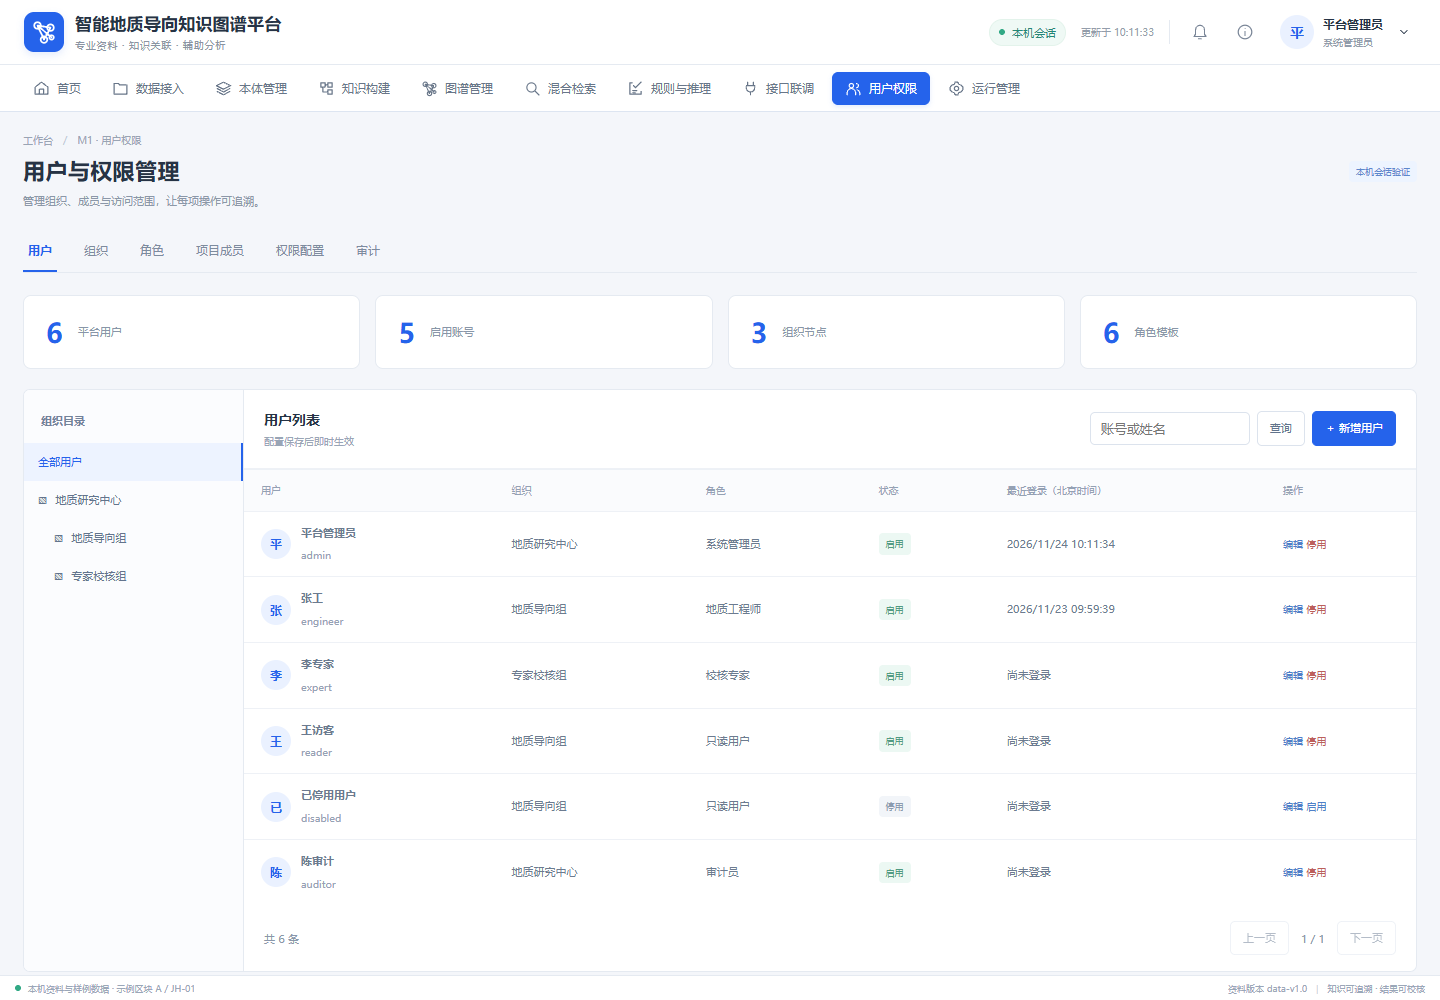 智能地质导向知识图谱平台
专业资料 · 知识关联 · 辅助分析
本机会话
更新于 10:11:33
平
平台管理员
系统管理员
首页
数据接入
本体管理
知识构建
图谱管理
混合检索
规则与推理
接口联调
用户权限
运行管理
工作台 / M1 · 用户权限
用户与权限管理
本机会话验证
管理组织、成员与访问范围，让每项操作可追溯。
用户
组织
角色
项目成员
权限配置
审计
6 平台用户
5 启用账号
3 组织节点
6 角色模板
组织目录
全部用户
地质研究中心
地质导向组
专家校核组
用户列表
配置保存后即时生效
账号或姓名
查询
+ 新增用户
用户 组织 角色 状态 最近登录（北京时间） 操作
平 平台管理员
admin
地质研究中心 系统管理员 启用 2026/11/24 10:11:34 编辑 停用
张 张工
engineer
地质导向组 地质工程师 启用 2026/11/23 09:59:39 编辑 停用
李 李专家
expert
专家校核组 校核专家 启用 尚未登录 编辑 停用
王 王访客
reader
地质导向组 只读用户 启用 尚未登录 编辑 停用
已 已停用用户
disabled
地质导向组 只读用户 停用 尚未登录 编辑 启用
陈 陈审计
auditor
地质研究中心 审计员 启用 尚未登录 编辑 停用
共 6 条
上一页
1 / 1
下一页
本机资料与样例数据 · 示例区块 A / JH-01
资料版本 data-v1.0 | 知识可追溯 · 结果可校核